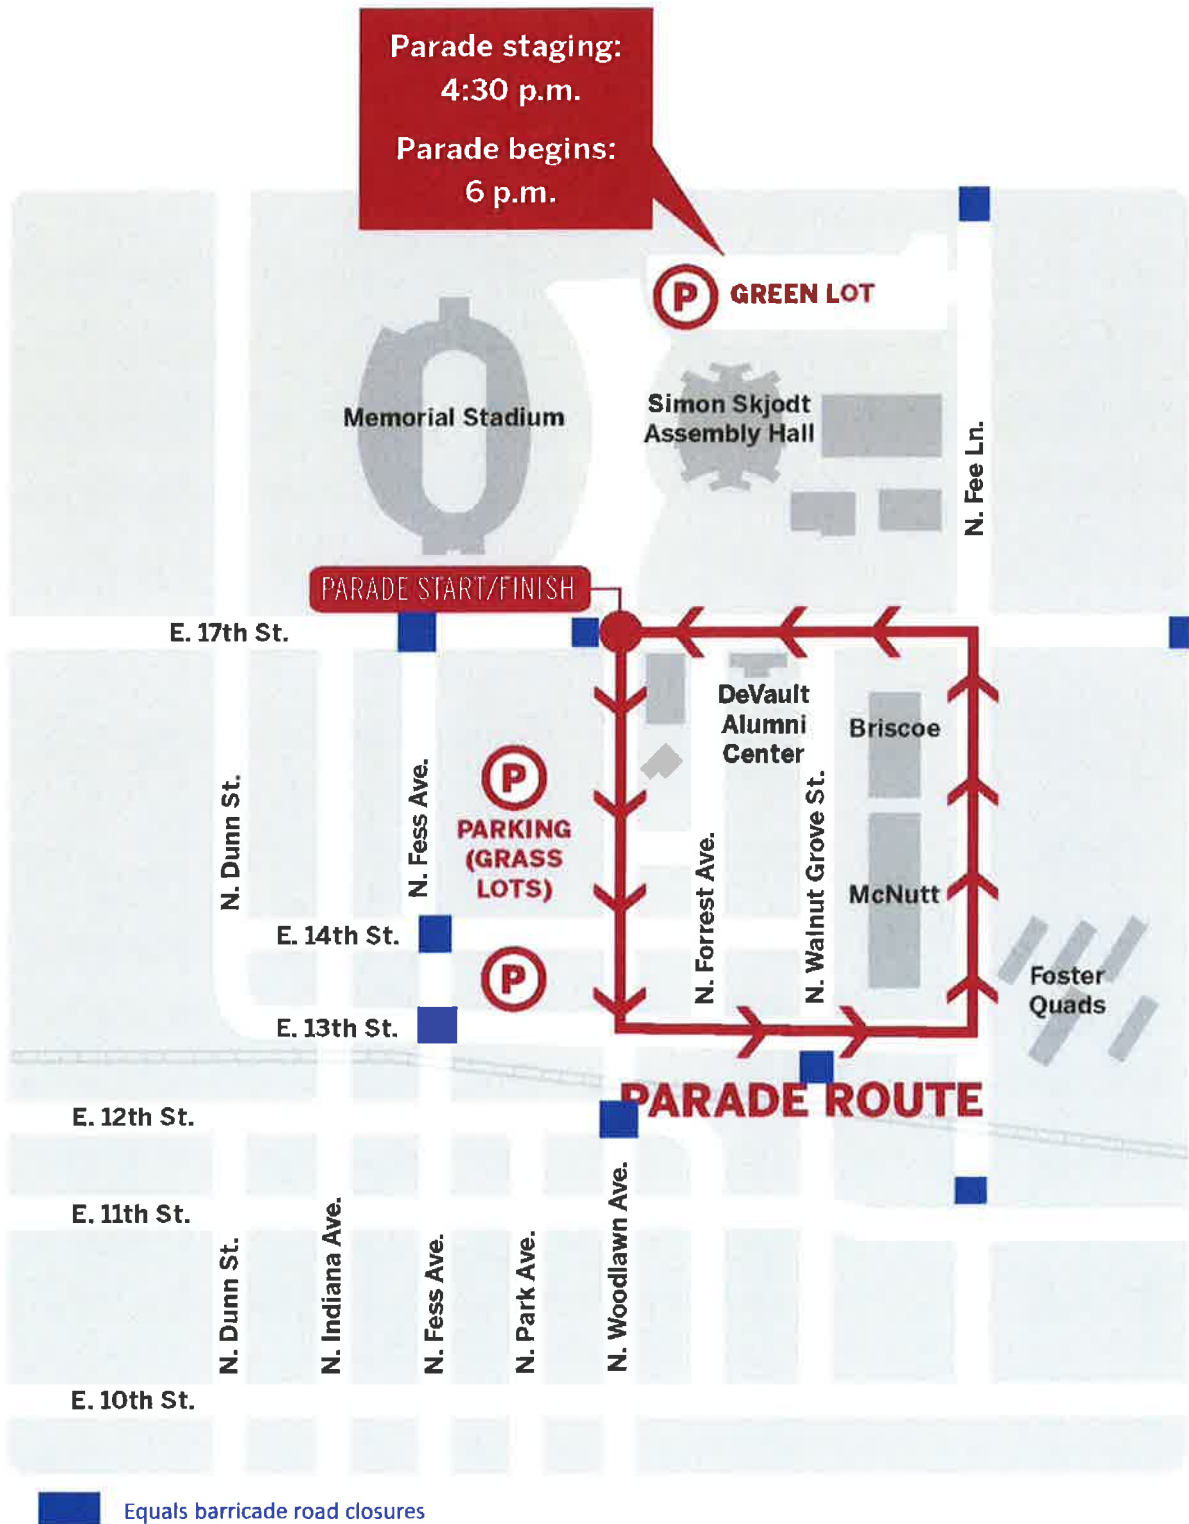 Parade staging:
4:30 p.m.
Parade begins:
6 p.m.
P
GREEN LOT
Memorial Stadium
Simon Skjodt
Assembly Hall
N. Fee Ln.
PARADE START/FINISH
E. 17th St.
DeVault
Alumni
Center
Briscoe
P
PARKING
(GRASS
LOTS)
N. Dunn St.
N. Fess Ave.
N. Forrest Ave.
N. Walnut Grove St.
McNutt
E. 14th St.
P
Foster
Quads
E. 13th St.
PARADE ROUTE
E. 12th St.
E. 11th St.
N. Dunn St.
N. Indiana Ave.
N. Fess Ave.
N. Park Ave.
N. Woodlawn Ave.
E. 10th St.
Equals barricade road closures